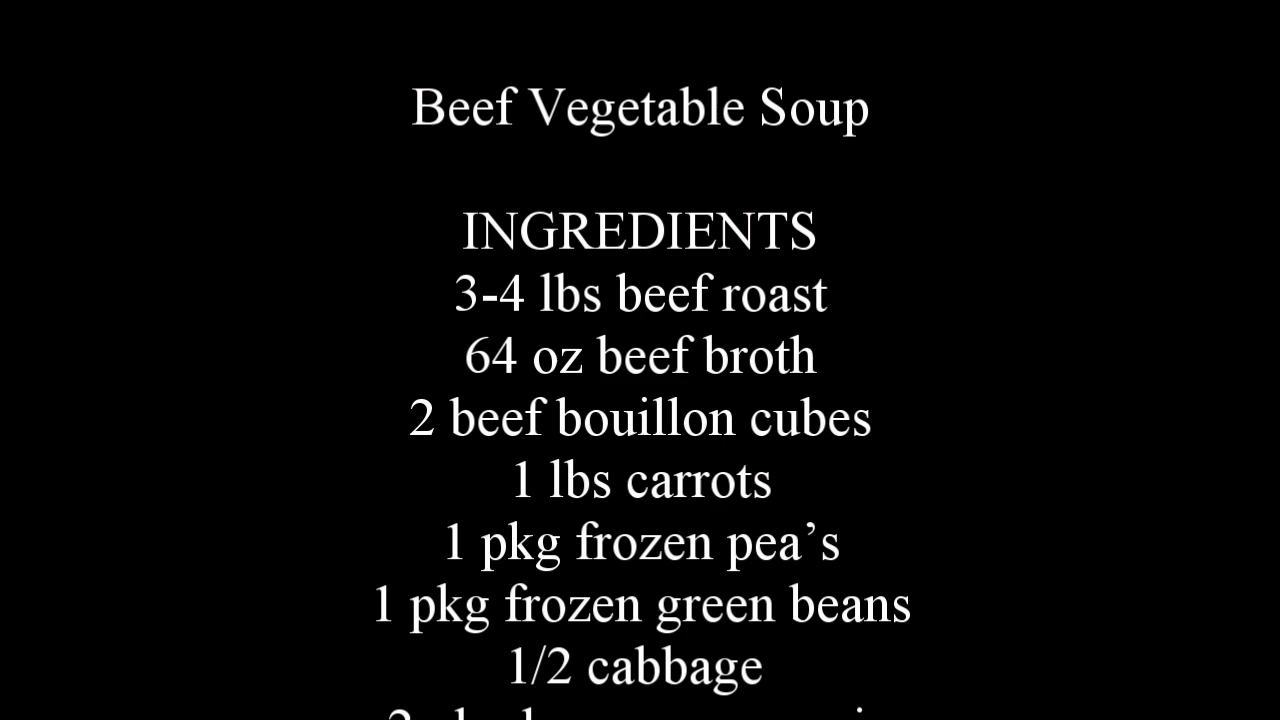 Beef Vegetable Soup
INGREDIENTS
3-4 lbs beef roast
64 oz beef broth
2 beef bouillon cubes
1 lbs carrots
1 pkg frozen pea’s
1 pkg frozen green beans
1/2 cabbage